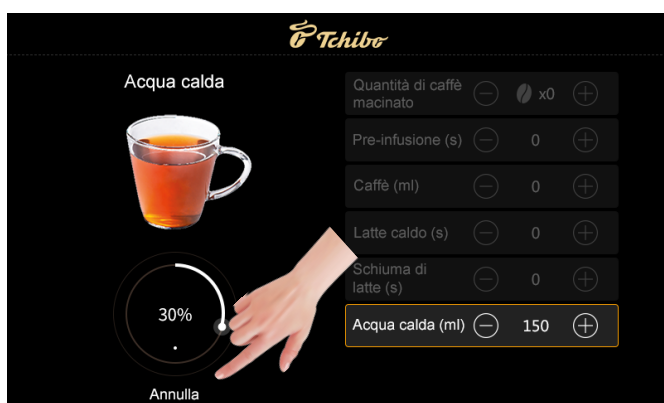 Tchibo
Acqua calda
Quantità di caffè
macinato
x0
Pre-infusione (s)
0
Caffè (ml)
0
Latte caldo (s)
0
Schiuma di
latte (s)
0
Acqua calda (ml)
150
30%
Annulla